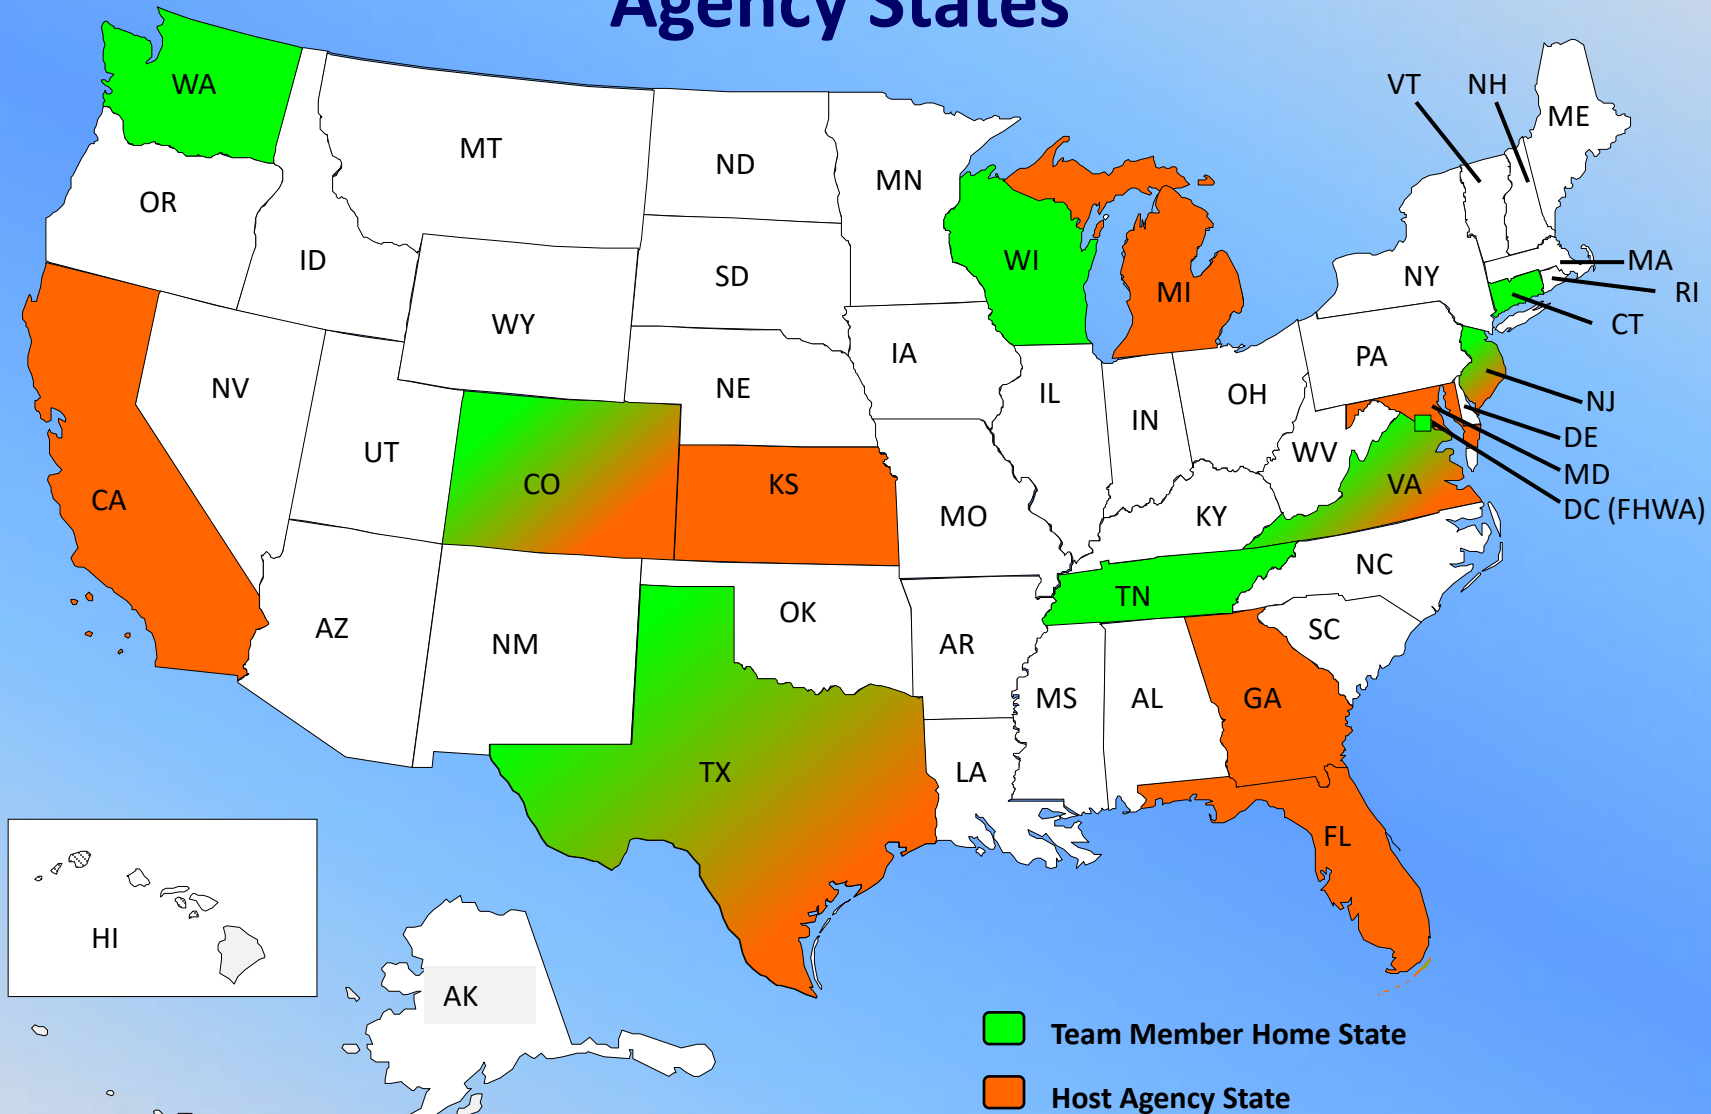 Agency States
WA
MT
ND
MN
VT
NH
ME
OR
ID
SD
WI
MI
NY
MA
RI
CT
WY
IA
PA
NV
NE
IL
IN
OH
NJ
UT
CO
KS
MO
WV
VA
DE
MD
DC (FHWA)
CA
KY
NC
AZ
NM
OK
AR
TN
SC
MS
AL
GA
TX
LA
FL
HI
AK
Team Member Home State
Host Agency State